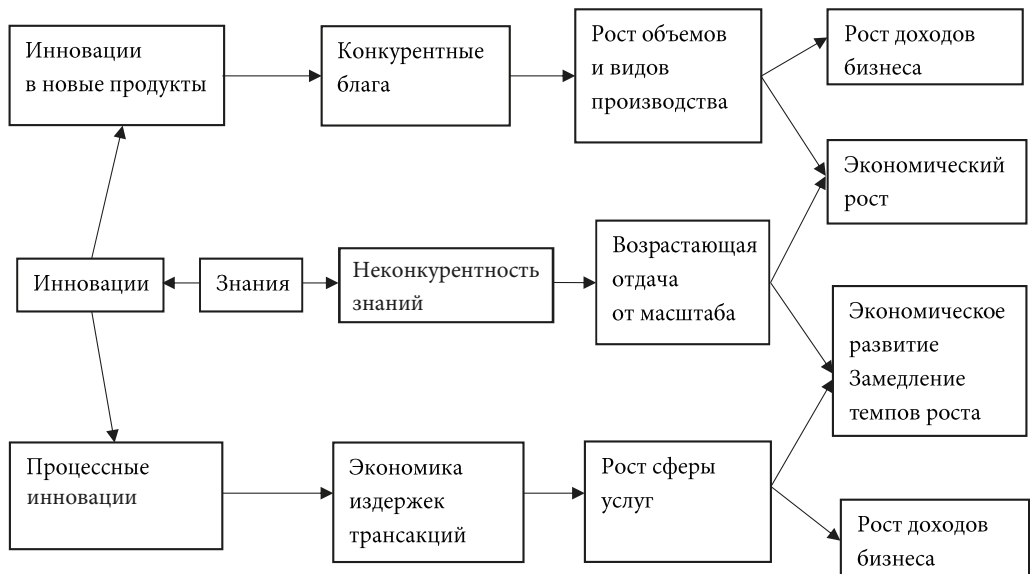 Инновации
в новые продукты
Конкурентные
блага
Рост объемов
и видов
производства
Рост доходов
бизнеса
Экономический
рост
Инновации
Знания
Неконкурентность
знаний
Возрастающая
отдача
от масштаба
Экономическое
развитие
Замедление
темпов роста
Процессные
инновации
Экономика
издержек
трансакций
Рост сферы
услуг
Рост доходов
бизнеса